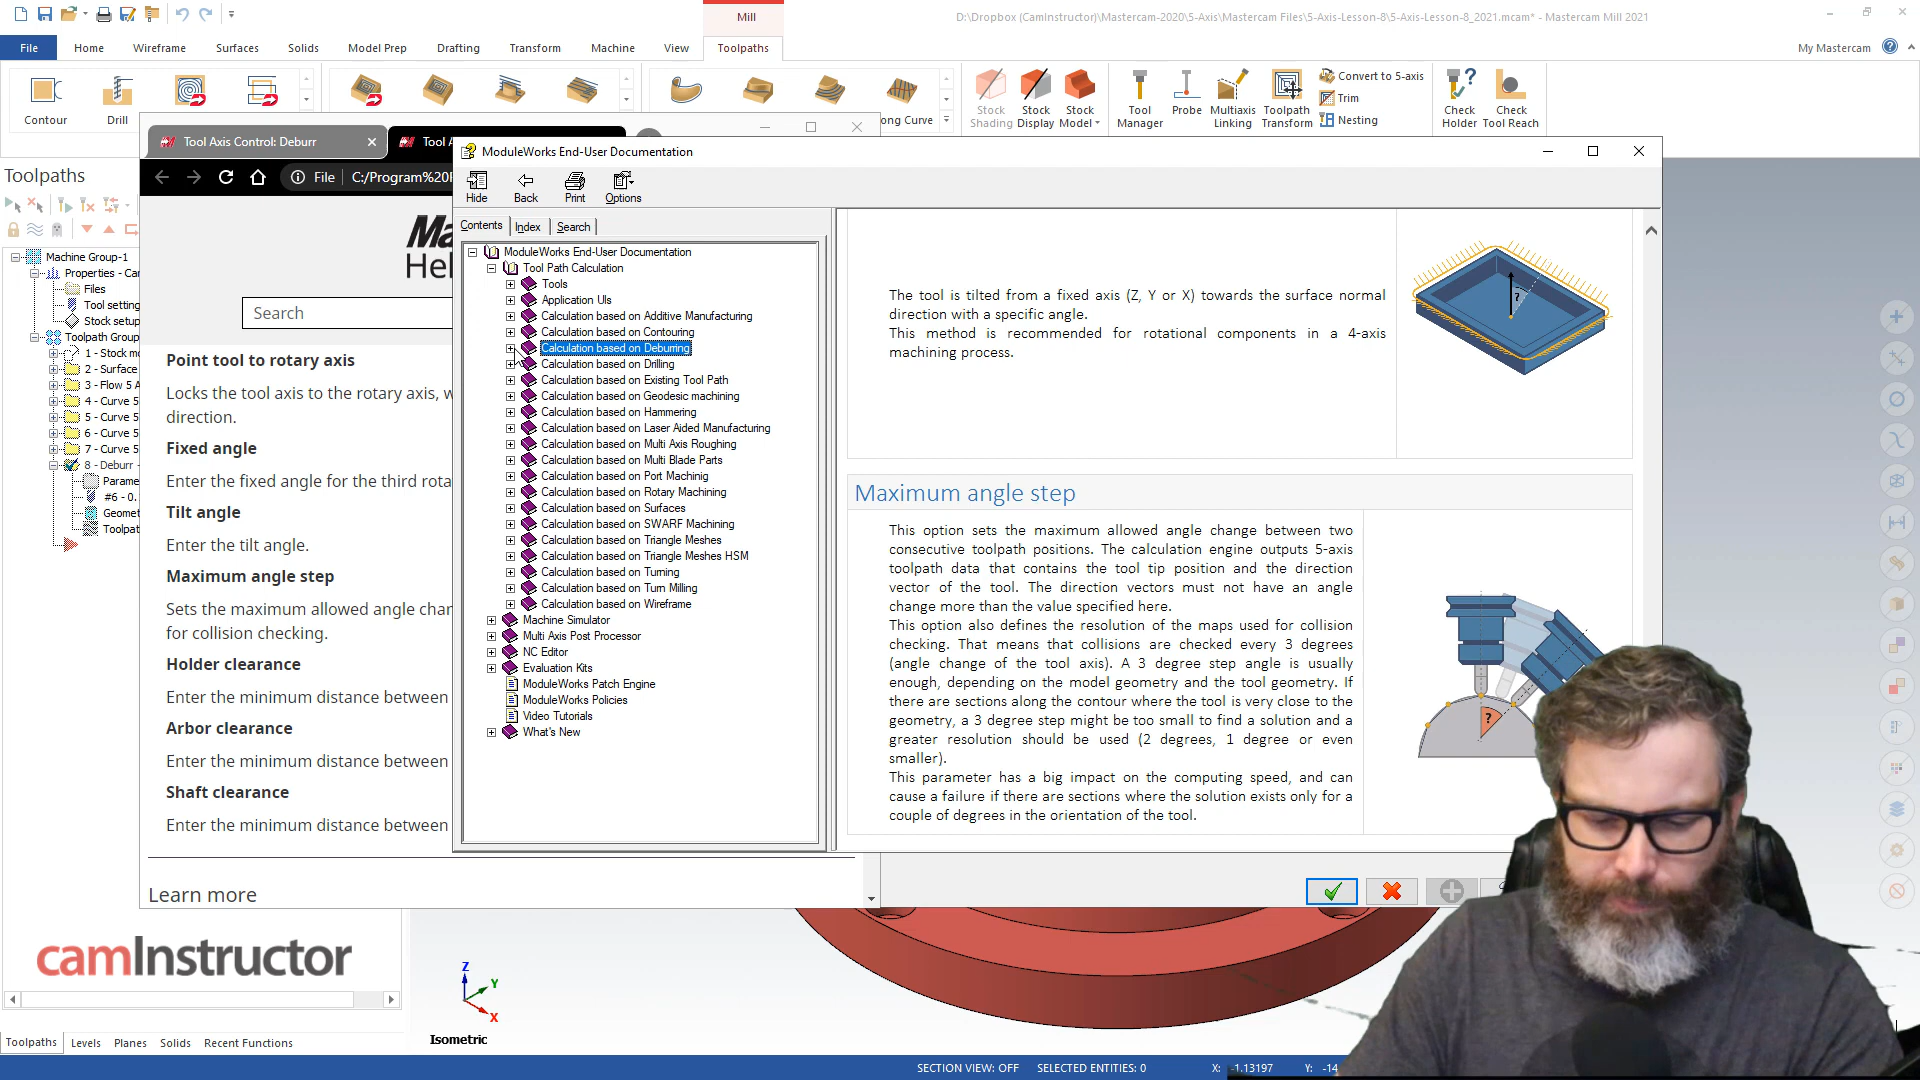 Mill
D:\Dropbox (CamInstructor)\Mastercam-2020\5-Axis\Mastercam Files\5-Axis-Lesson-8\5-Axis-Lesson-8_2021.mcam* - Mastercam Mill 2021
File
Home
Wireframe
Surfaces
Solids
Model Prep
Drafting
Transform
Machine
View
Toolpaths
My Mastercam
Contour
Drill
ong Curve
Stock Shading
Stock Display
Stock Model
Tool Manager
Probe
Multiaxis Linking
Toolpath Transform
Convert to 5-axis
Trim
Nesting
Check Holder
Check Tool Reach
Toolpaths
Machine Group-1
Properties - Car
Files
Tool setting
Stock setup
Toolpath Group
1 - Stock m
2 - Surface
3 - Flow 5 A
4 - Curve 5
5 - Curve 5
6 - Curve 5
7 - Curve 5
8 - Deburr -
Parame
#6 - 0.
Geomet
Toolpat
Tool Axis Control: Deburr
Tool A
File
C:/Program%20F
Ma
Hel
Search
Point tool to rotary axis
Locks the tool axis to the rotary axis, w
direction.
Fixed angle
Enter the fixed angle for the third rota
Tilt angle
Enter the tilt angle.
Maximum angle step
Sets the maximum allowed angle char
for collision checking.
Holder clearance
Enter the minimum distance between
Arbor clearance
Enter the minimum distance between
Shaft clearance
Enter the minimum distance between
Learn more
ModuleWorks End-User Documentation
Hide
Back
Print
Options
Contents
Index
Search
ModuleWorks End-User Documentation
Tool Path Calculation
Tools
Application UIs
Calculation based on Additive Manufacturing
Calculation based on Contouring
Calculation based on Deburring
Calculation based on Drilling
Calculation based on Existing Tool Path
Calculation based on Geodesic machining
Calculation based on Hammering
Calculation based on Laser Aided Manufacturing
Calculation based on Multi Axis Roughing
Calculation based on Multi Blade Parts
Calculation based on Port Machining
Calculation based on Rotary Machining
Calculation based on Surfaces
Calculation based on SWARF Machining
Calculation based on Triangle Meshes
Calculation based on Triangle Meshes HSM
Calculation based on Turning
Calculation based on Turn Milling
Calculation based on Wireframe
Machine Simulator
Multi Axis Post Processor
NC Editor
Evaluation Kits
ModuleWorks Patch Engine
ModuleWorks Policies
Video Tutorials
What's New
The tool is tilted from a fixed axis (Z, Y or X) towards the surface normal
direction with a specific angle.
This method is recommended for rotational components in a 4-axis
machining process.
?
Maximum angle step
This option sets the maximum allowed angle change between two
consecutive toolpath positions. The calculation engine outputs 5-axis
toolpath data that contains the tool tip position and the direction
vector of the tool. The direction vectors must not have an angle
change more than the value specified here.
This option also defines the resolution of the maps used for collision
checking. That means that collisions are checked every 3 degrees
(angle change of the tool axis). A 3 degree step angle is usually
enough, depending on the model geometry and the tool geometry. If
there are sections along the contour where the tool is very close to the
geometry, a 3 degree step might be too small to find a solution and a
greater resolution should be used (2 degrees, 1 degree or even
smaller).
This parameter has a big impact on the computing speed, and can
cause a failure if there are sections where the solution exists only for a
couple of degrees in the orientation of the tool.
?
camInstructor
Z
Y
X
Isometric
Toolpaths
Levels
Planes
Solids
Recent Functions
SECTION VIEW: OFF
SELECTED ENTITIES: 0
X: -1.13197
Y: -14